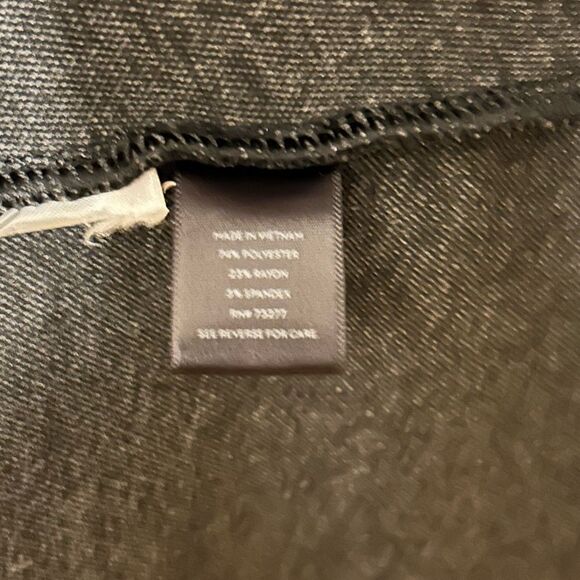 MADE IN VIETNAM
74% POLYESTER
23% RAYON
3% SPANDEX
RN# 73277
SEE REVERSE FOR CARE